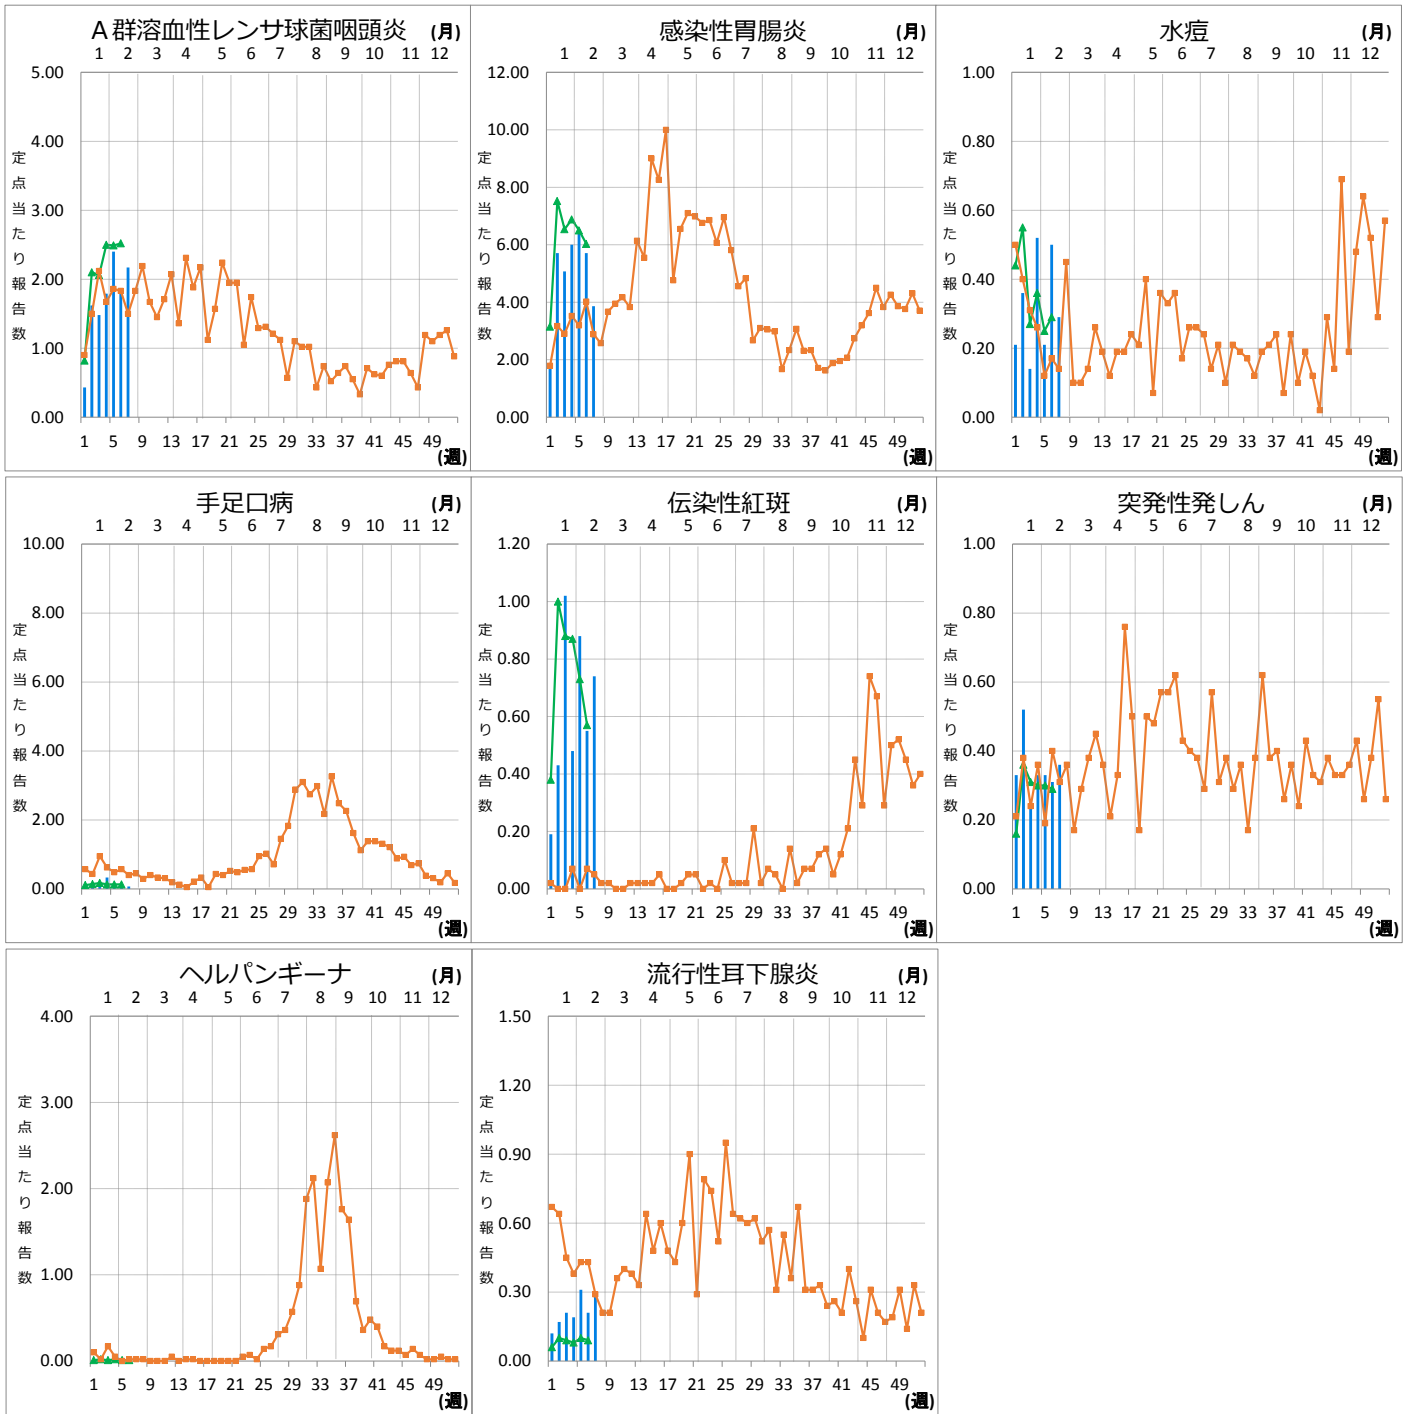 A群溶血性レンサ球菌咽頭炎 (月)
1 2 3 4 5 6 7 8 9 10 11 12
5.00
4.00
3.00
2.00
1.00
0.00
定点当たり報告数
1 5 9 13 17 21 25 29 33 37 41 45 49
(週)
感染性胃腸炎 (月)
1 2 3 4 5 6 7 8 9 10 11 12
12.00
10.00
8.00
6.00
4.00
2.00
0.00
定点当たり報告数
1 5 9 13 17 21 25 29 33 37 41 45 49
(週)
水痘 (月)
1 2 3 4 5 6 7 8 9 10 11 12
1.00
0.80
0.60
0.40
0.20
0.00
定点当たり報告数
1 5 9 13 17 21 25 29 33 37 41 45 49
(週)
手足口病 (月)
1 2 3 4 5 6 7 8 9 10 11 12
10.00
8.00
6.00
4.00
2.00
0.00
定点当たり報告数
1 5 9 13 17 21 25 29 33 37 41 45 49
(週)
伝染性紅斑 (月)
1 2 3 4 5 6 7 8 9 10 11 12
1.20
1.00
0.80
0.60
0.40
0.20
0.00
定点当たり報告数
1 5 9 13 17 21 25 29 33 37 41 45 49
(週)
突発性発しん (月)
1 2 3 4 5 6 7 8 9 10 11 12
1.00
0.80
0.60
0.40
0.20
0.00
定点当たり報告数
1 5 9 13 17 21 25 29 33 37 41 45 49
(週)
ヘルパンギーナ (月)
1 2 3 4 5 6 7 8 9 10 11 12
4.00
3.00
2.00
1.00
0.00
定点当たり報告数
1 5 9 13 17 21 25 29 33 37 41 45 49
(週)
流行性耳下腺炎 (月)
1 2 3 4 5 6 7 8 9 10 11 12
1.50
1.20
0.90
0.60
0.30
0.00
定点当たり報告数
1 5 9 13 17 21 25 29 33 37 41 45 49
(週)